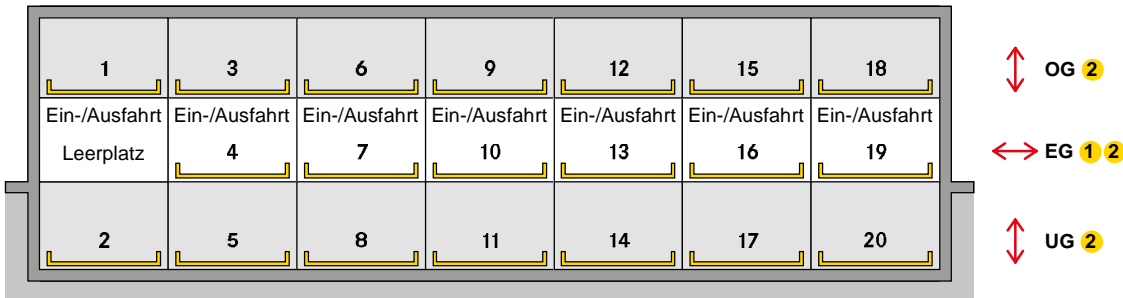 1 3 6 9 12 15 18 OG 2
Ein-/Ausfahrt Ein-/Ausfahrt Ein-/Ausfahrt Ein-/Ausfahrt Ein-/Ausfahrt Ein-/Ausfahrt Ein-/Ausfahrt
Leerplatz 4 7 10 13 16 19 EG 1 2
2 5 8 11 14 17 20 UG 2